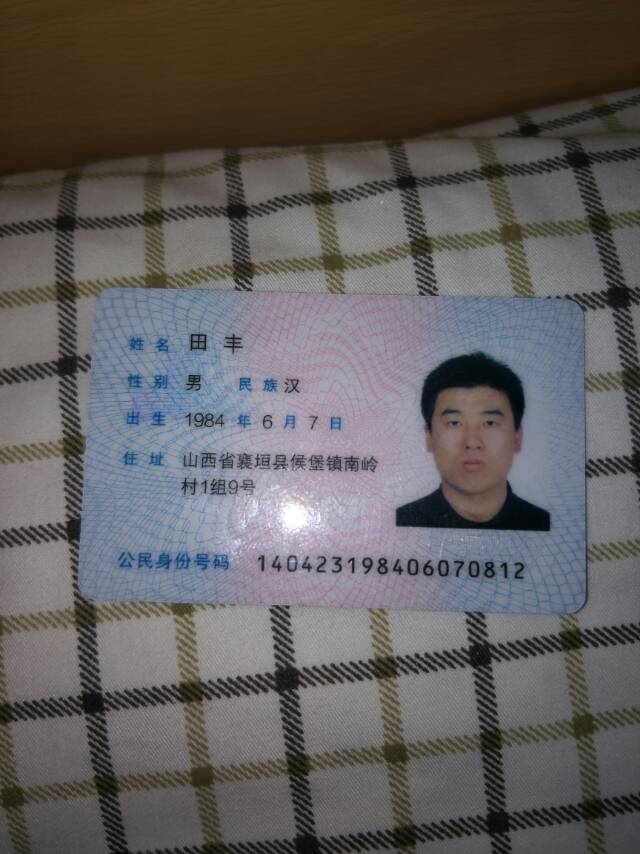 姓名 田丰
性别 男 民族 汉
出生 1984 年 6 月 7 日
住址 山西省襄垣县侯堡镇南岭
村1组9号
公民身份号码 140423198406070812